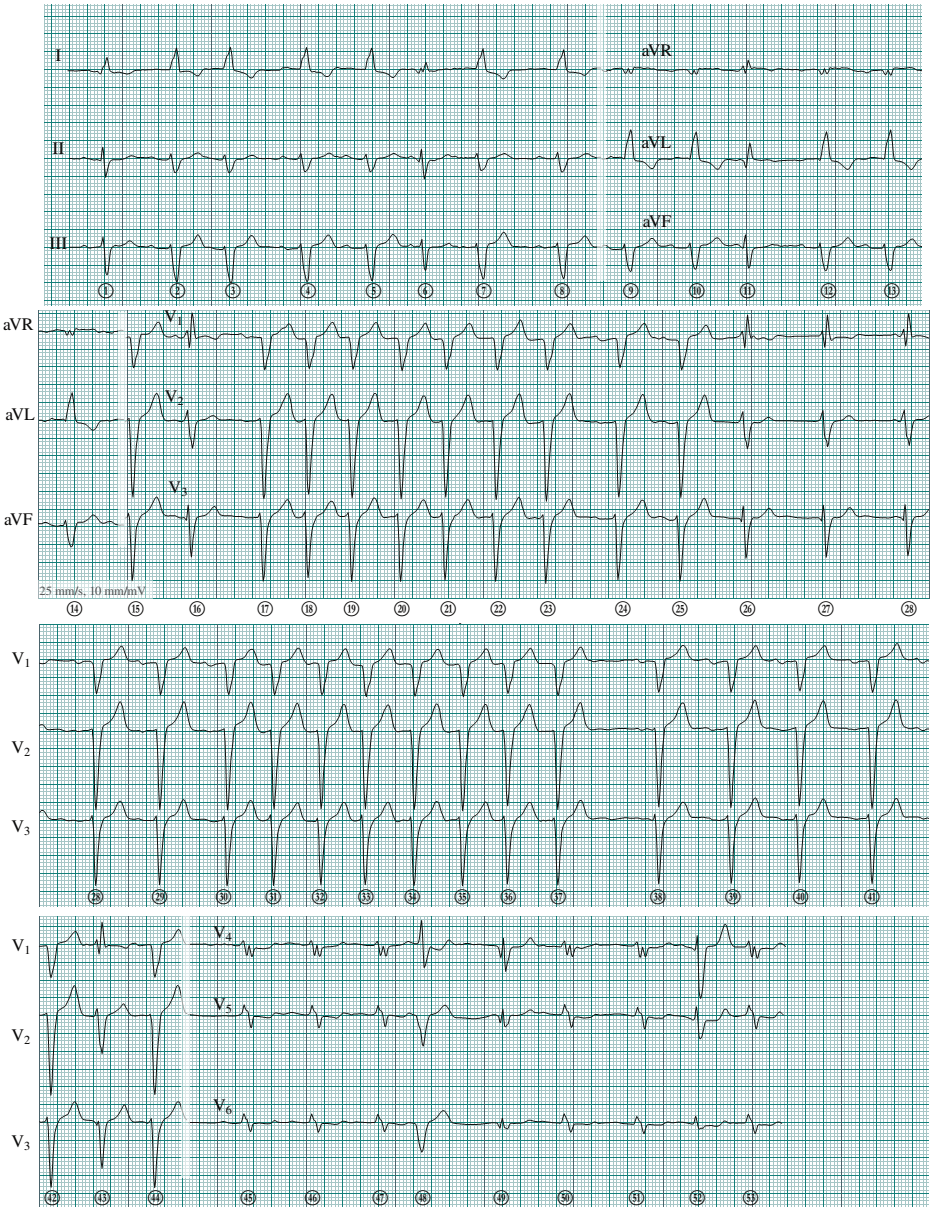 I
aVR
II
aVL
III
aVF
① ② ③ ④ ⑤ ⑥ ⑦ ⑧ ⑨ ⑩ ⑪ ⑫ ⑬
aVR
V1
aVL
V2
aVF
V3
25 mm/s, 10 mm/mV
⑭ ⑮ ⑯ ⑰ ⑱ ⑲ ⑳ ㉑ ㉒ ㉓ ㉔ ㉕ ㉖ ㉗ ㉘
V1
V2
V3
㉘ ㉙ ㉚ ㉛ ㉜ ㉝ ㉞ ㉟ ㊱ ㊲ ㊳ ㊴ ㊵ ㊶
V1
V4
V2
V5
V3
V6
㊷ ㊸ ㊹ ㊺ ㊻ ㊼ ㊽ ㊾ ㊿ 51 52 53